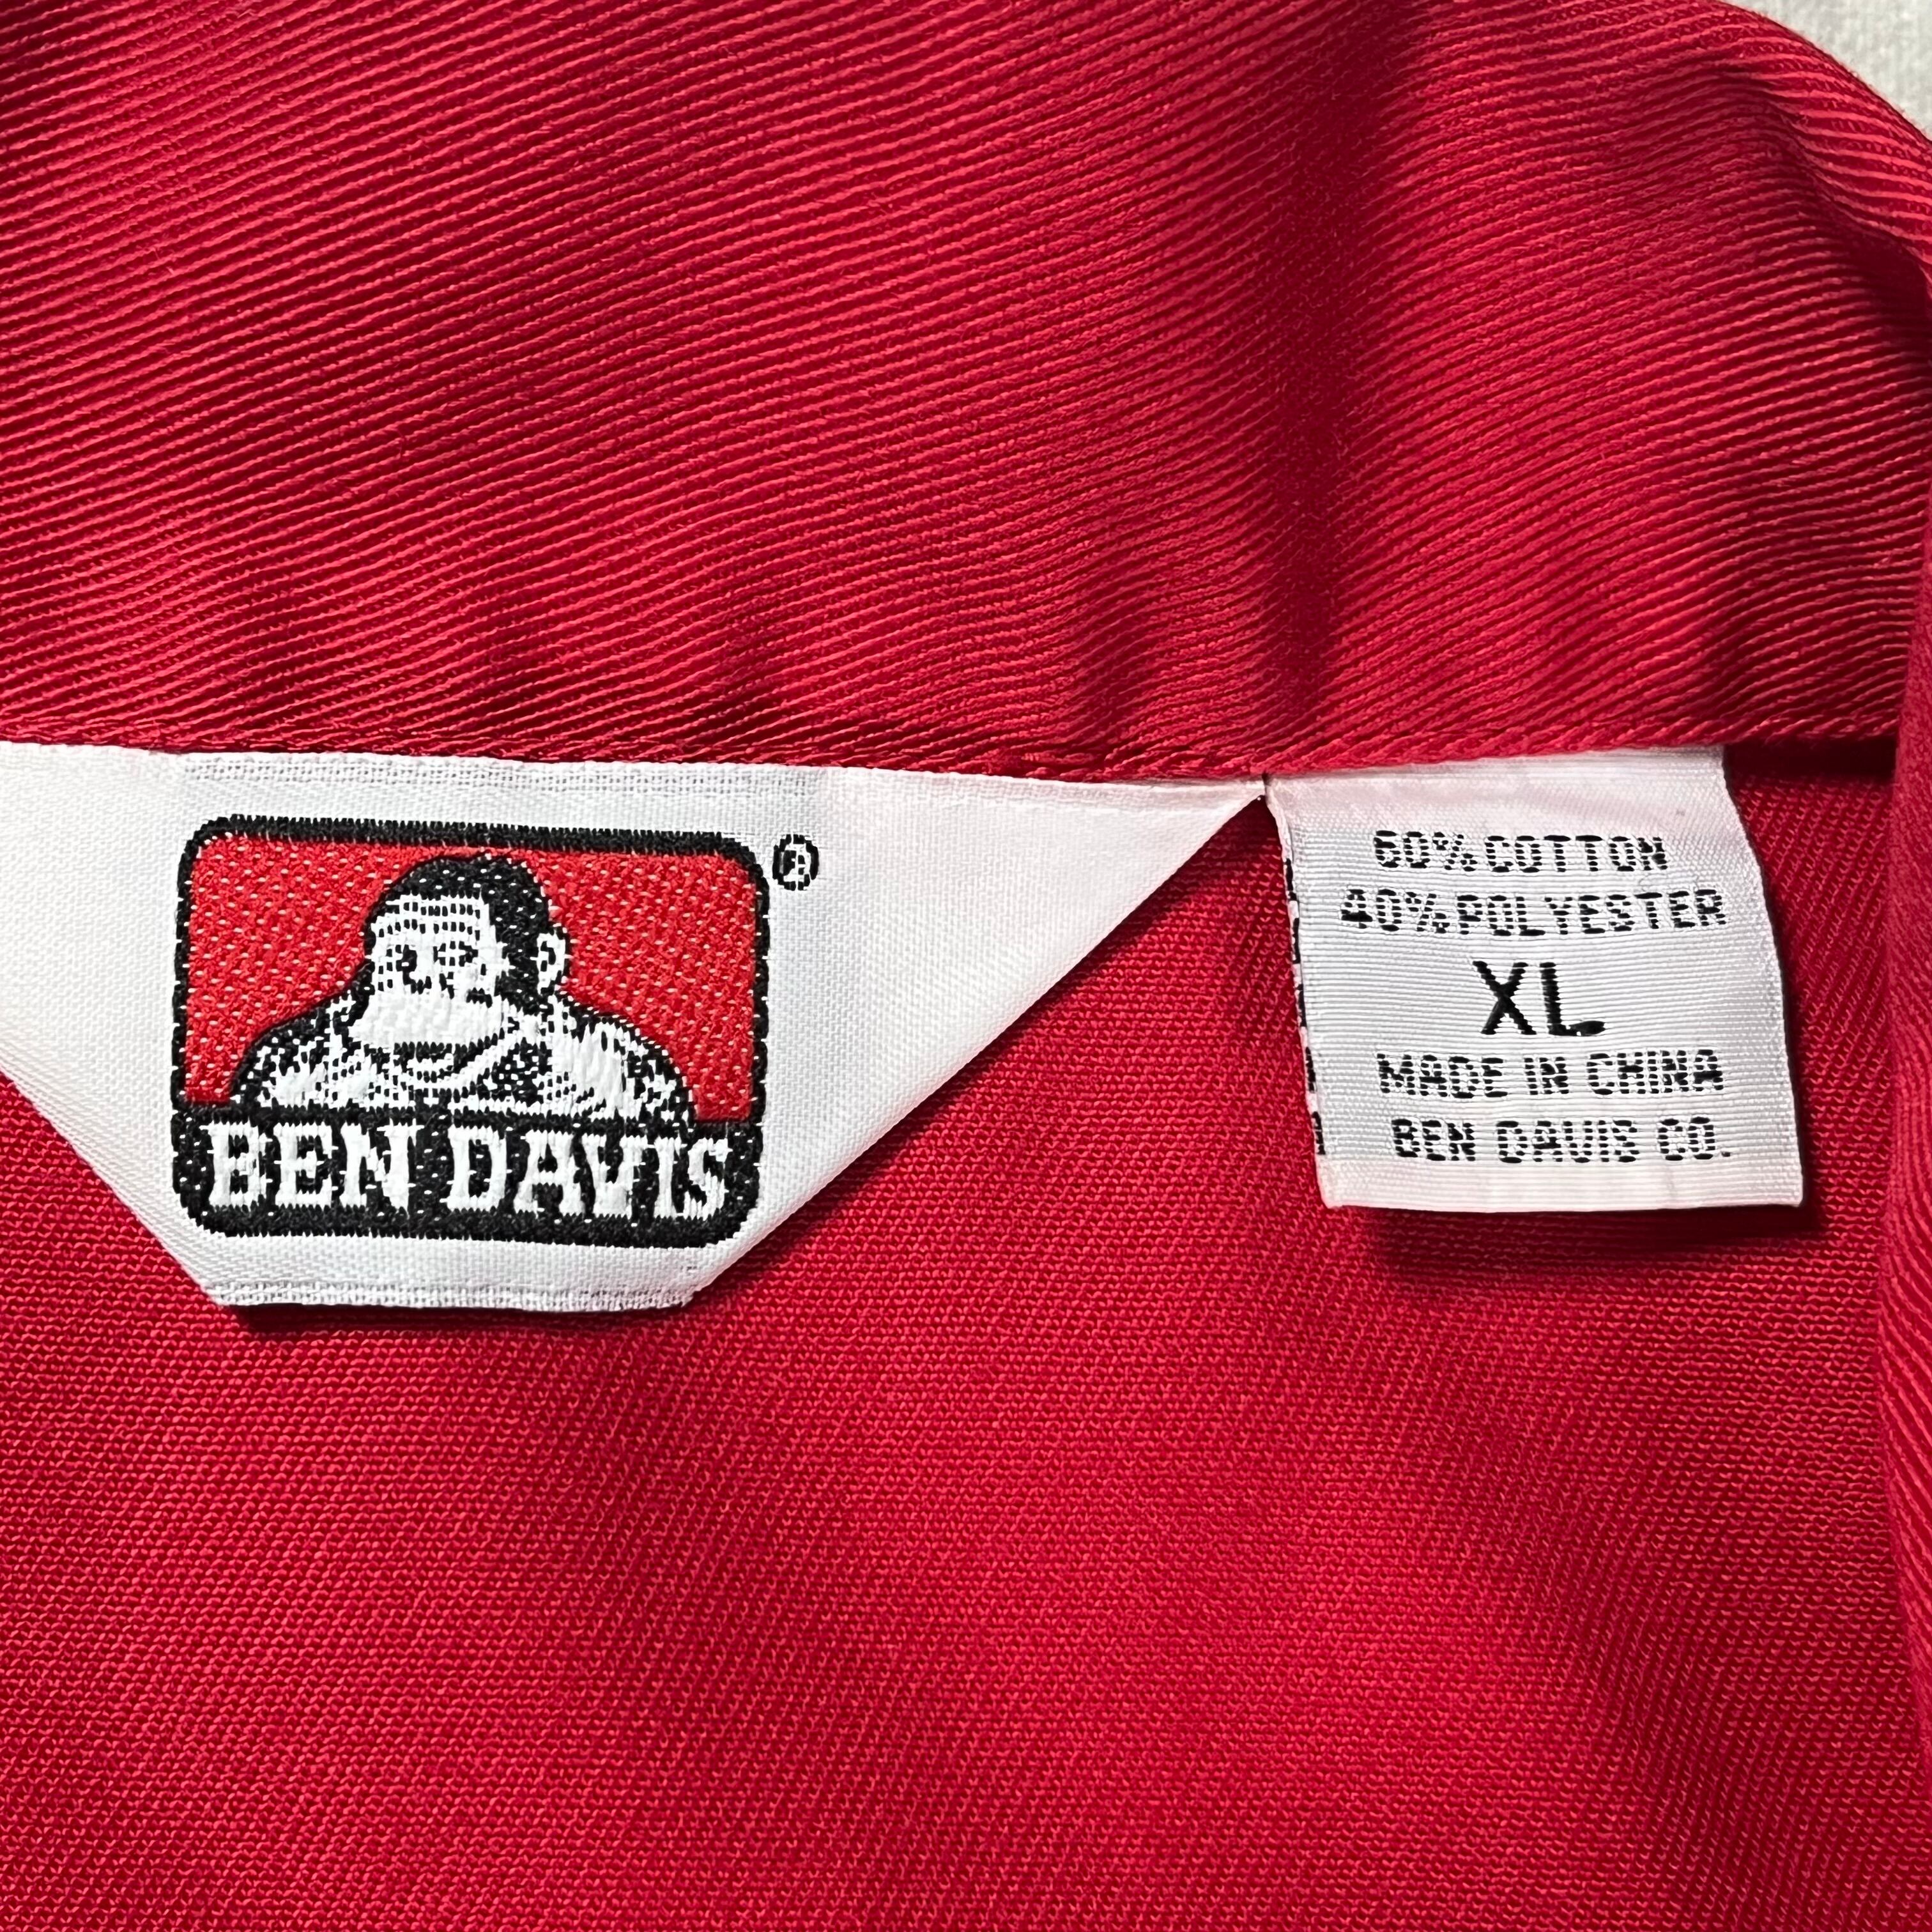 ®
BEN DAVIS
60% COTTON
40% POLYESTER
XL
MADE IN CHINA
BEN DAVIS CO.